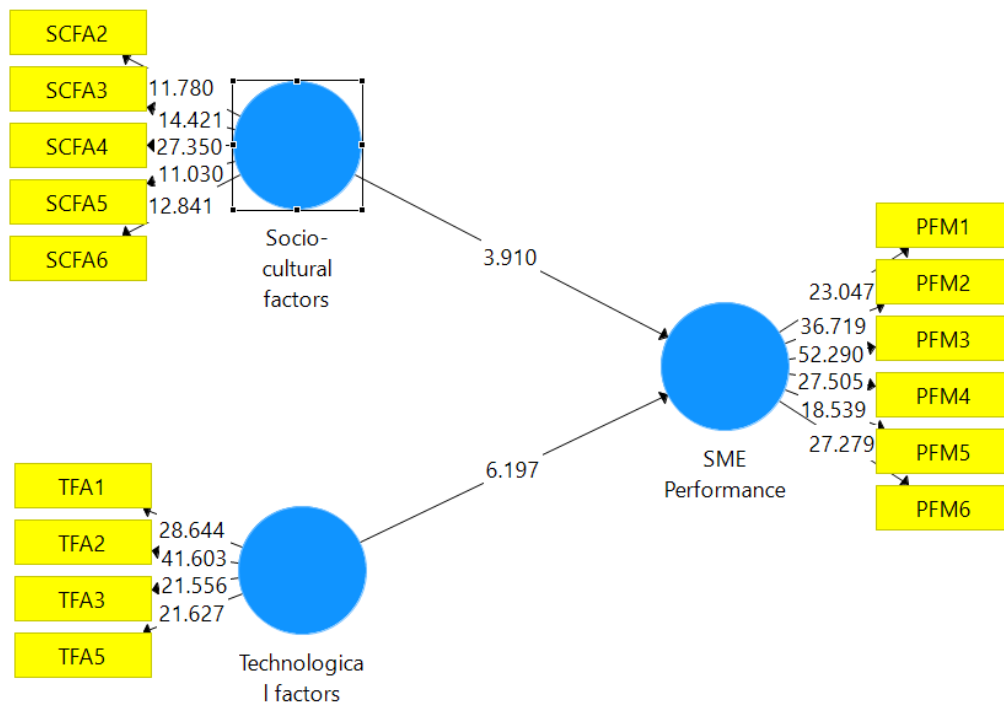 SCFA2
SCFA3
SCFA4
SCFA5
SCFA6
11.780
14.421
27.350
11.030
12.841
Socio-
cultural
factors
3.910
TFA1
TFA2
TFA3
TFA5
28.644
41.603
21.556
21.627
Technologica
l factors
6.197
SME
Performance
23.047
36.719
52.290
27.505
18.539
27.279
PFM1
PFM2
PFM3
PFM4
PFM5
PFM6